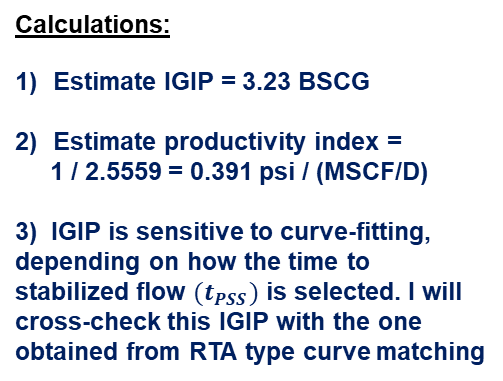 Calculations:
1) Estimate IGIP = 3.23 BSCG
2) Estimate productivity index =
1 / 2.5559 = 0.391 psi / (MSCF/D)
3) IGIP is sensitive to curve-fitting,
depending on how the time to
stabilized flow (t_PSS) is selected. I will
cross-check this IGIP with the one
obtained from RTA type curve matching